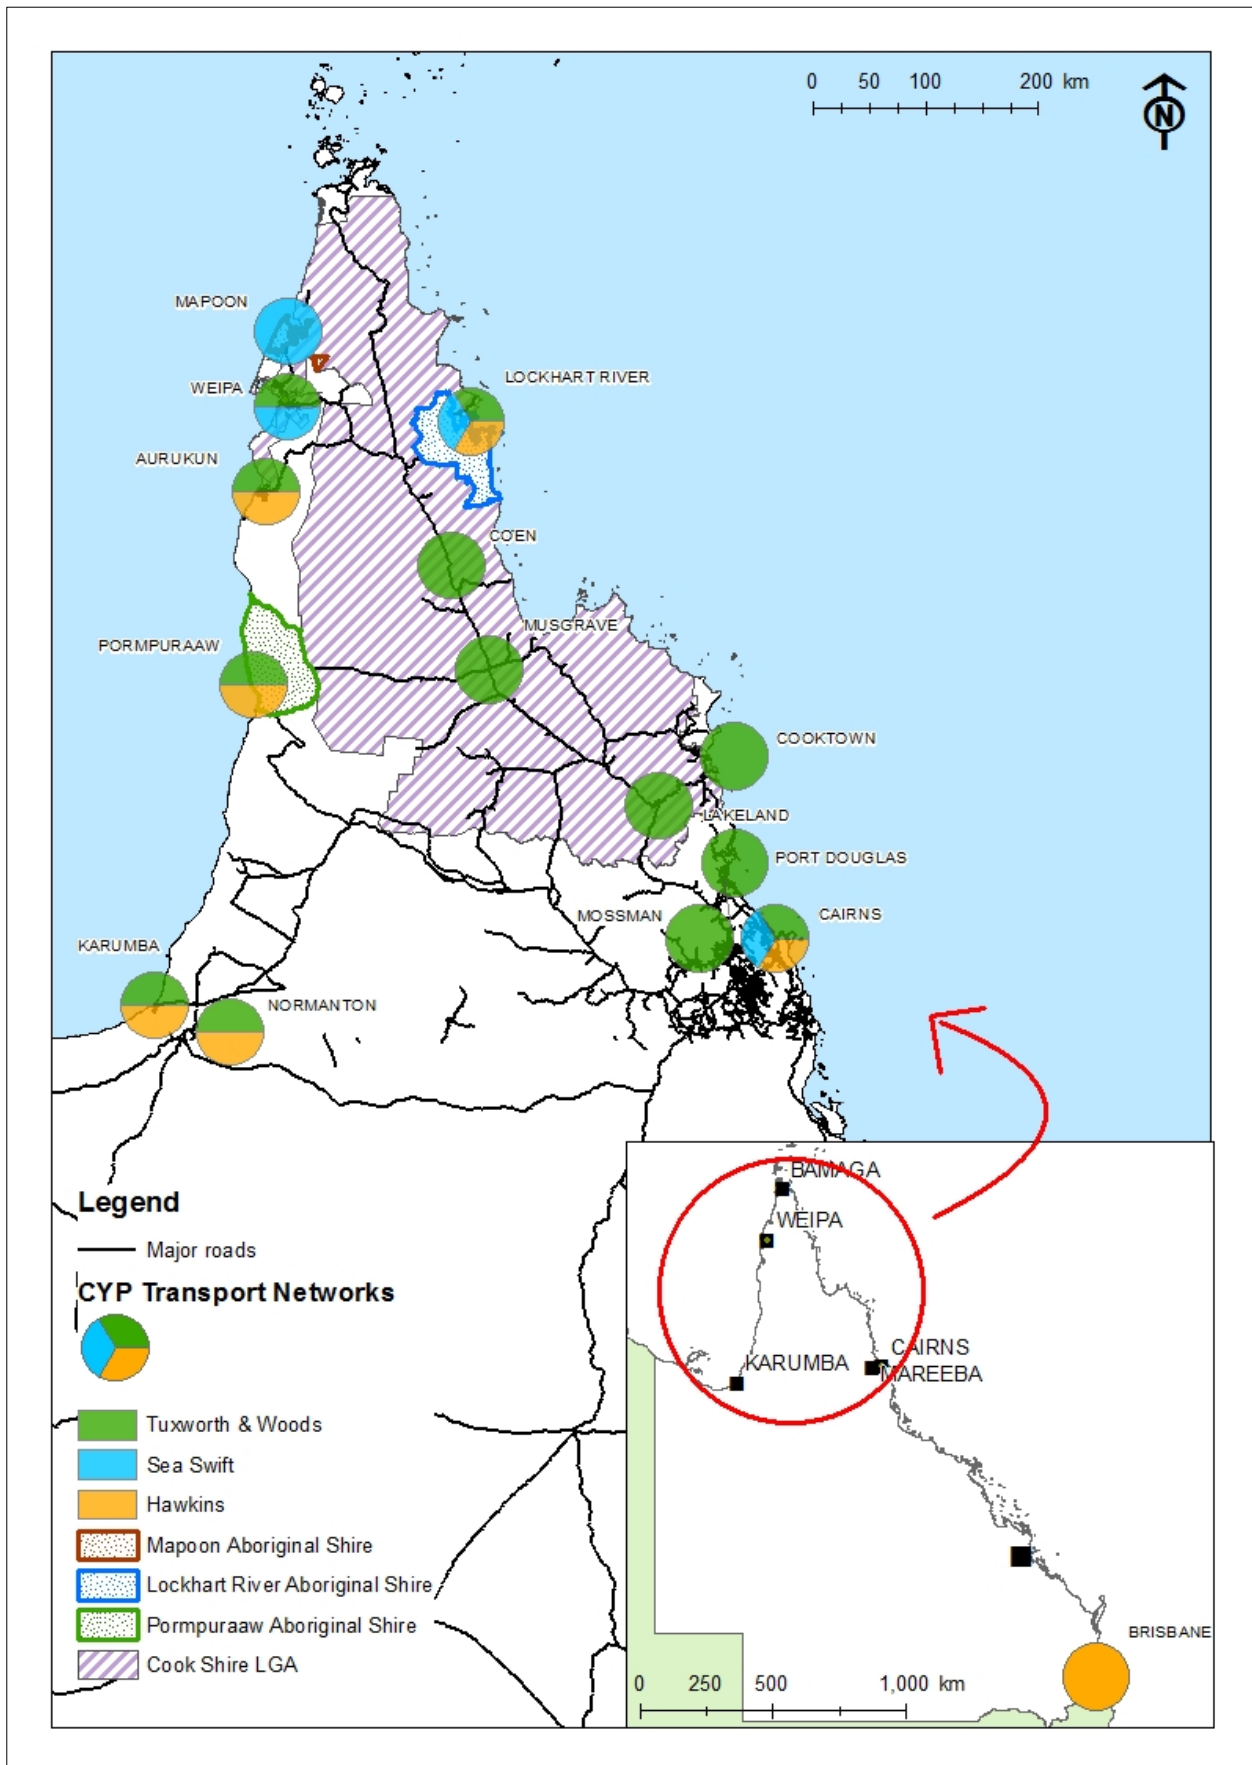 0 50 100 200 km
N
MAPOON
WEIPA
LOCKHART RIVER
AURUKUN
COEN
MUSGRAVE
PORMPURAAW
COOKTOWN
LAKELAND
PORT DOUGLAS
MOSSMAN
CAIRNS
KARUMBA
NORMANTON
Legend
Major roads
CYP Transport Networks
Tuxworth & Woods
Sea Swift
Hawkins
Mapoon Aboriginal Shire
Lockhart River Aboriginal Shire
Pormpuraaw Aboriginal Shire
Cook Shire LGA
BAMAGA
WEIPA
CAIRNS
KARUMBA
MAREEBA
BRISBANE
0 250 500 1,000 km